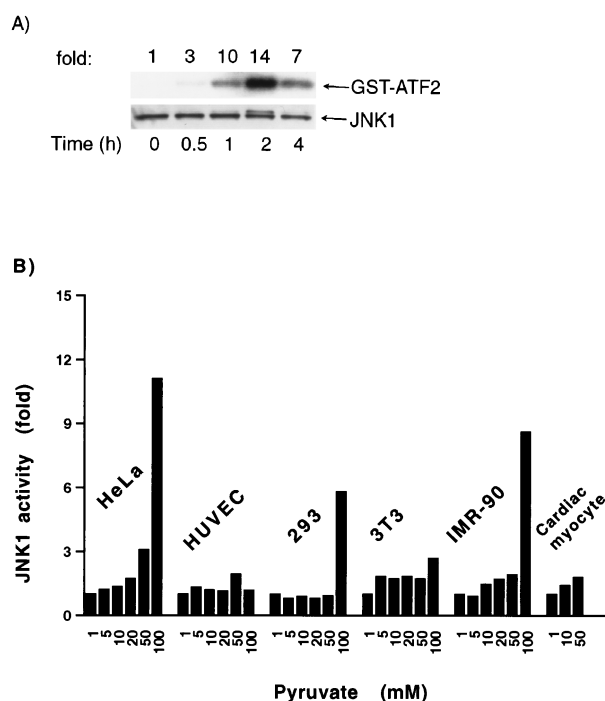 A)
fold: 1 3 10 14 7
GST-ATF2
JNK1
Time (h) 0 0.5 1 2 4
B)
15
12
9
6
3
0
JNK1 activity (fold)
HeLa
HUVEC
293
3T3
IMR-90
Cardiac
myocyte
1 5 10 20 50 100
1 5 10 20 50 100
1 5 10 20 50 100
1 5 10 20 50 100
1 5 10 20 50 100
1 10 50
Pyruvate (mM)